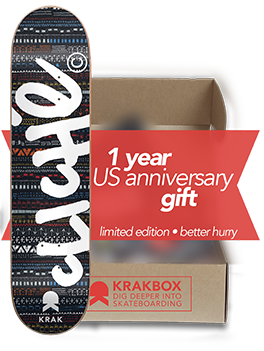 cliché
KRAK
1 year
US anniversary
gift
limited edition • better hurry
KRAKBOX
DIG DEEPER INTO
SKATEBOARDING